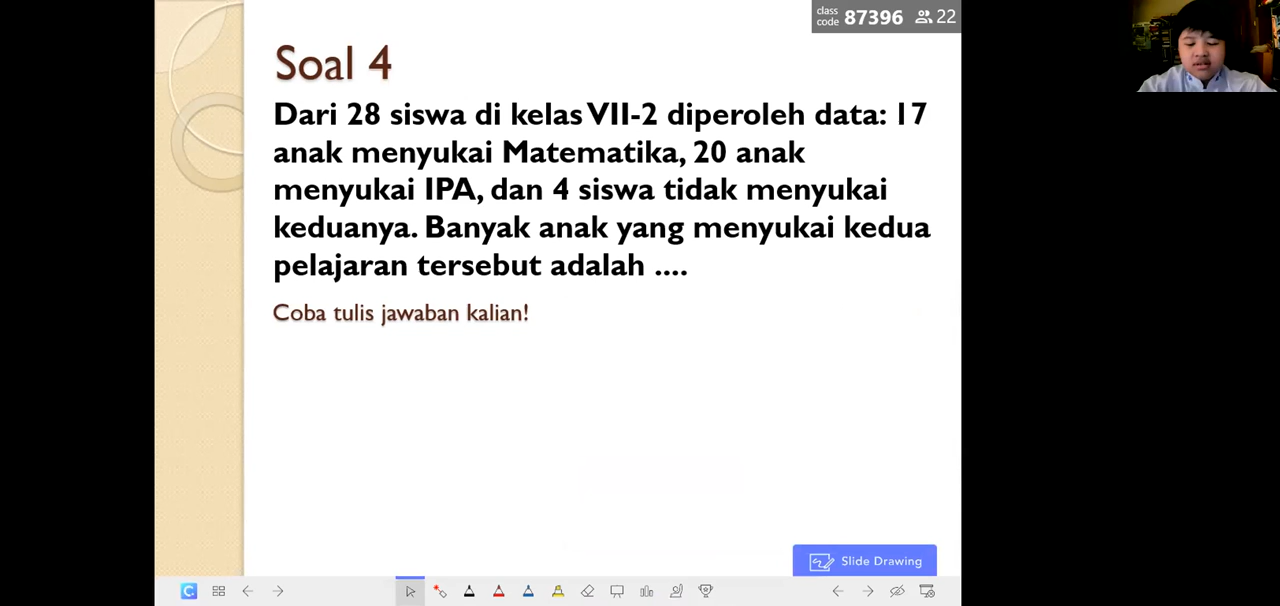 class
code 87396 22
Soal 4
Dari 28 siswa di kelas VII-2 diperoleh data: 17
anak menyukai Matematika, 20 anak
menyukai IPA, dan 4 siswa tidak menyukai
keduanya. Banyak anak yang menyukai kedua
pelajaran tersebut adalah ....
Coba tulis jawaban kalian!
Slide Drawing
C